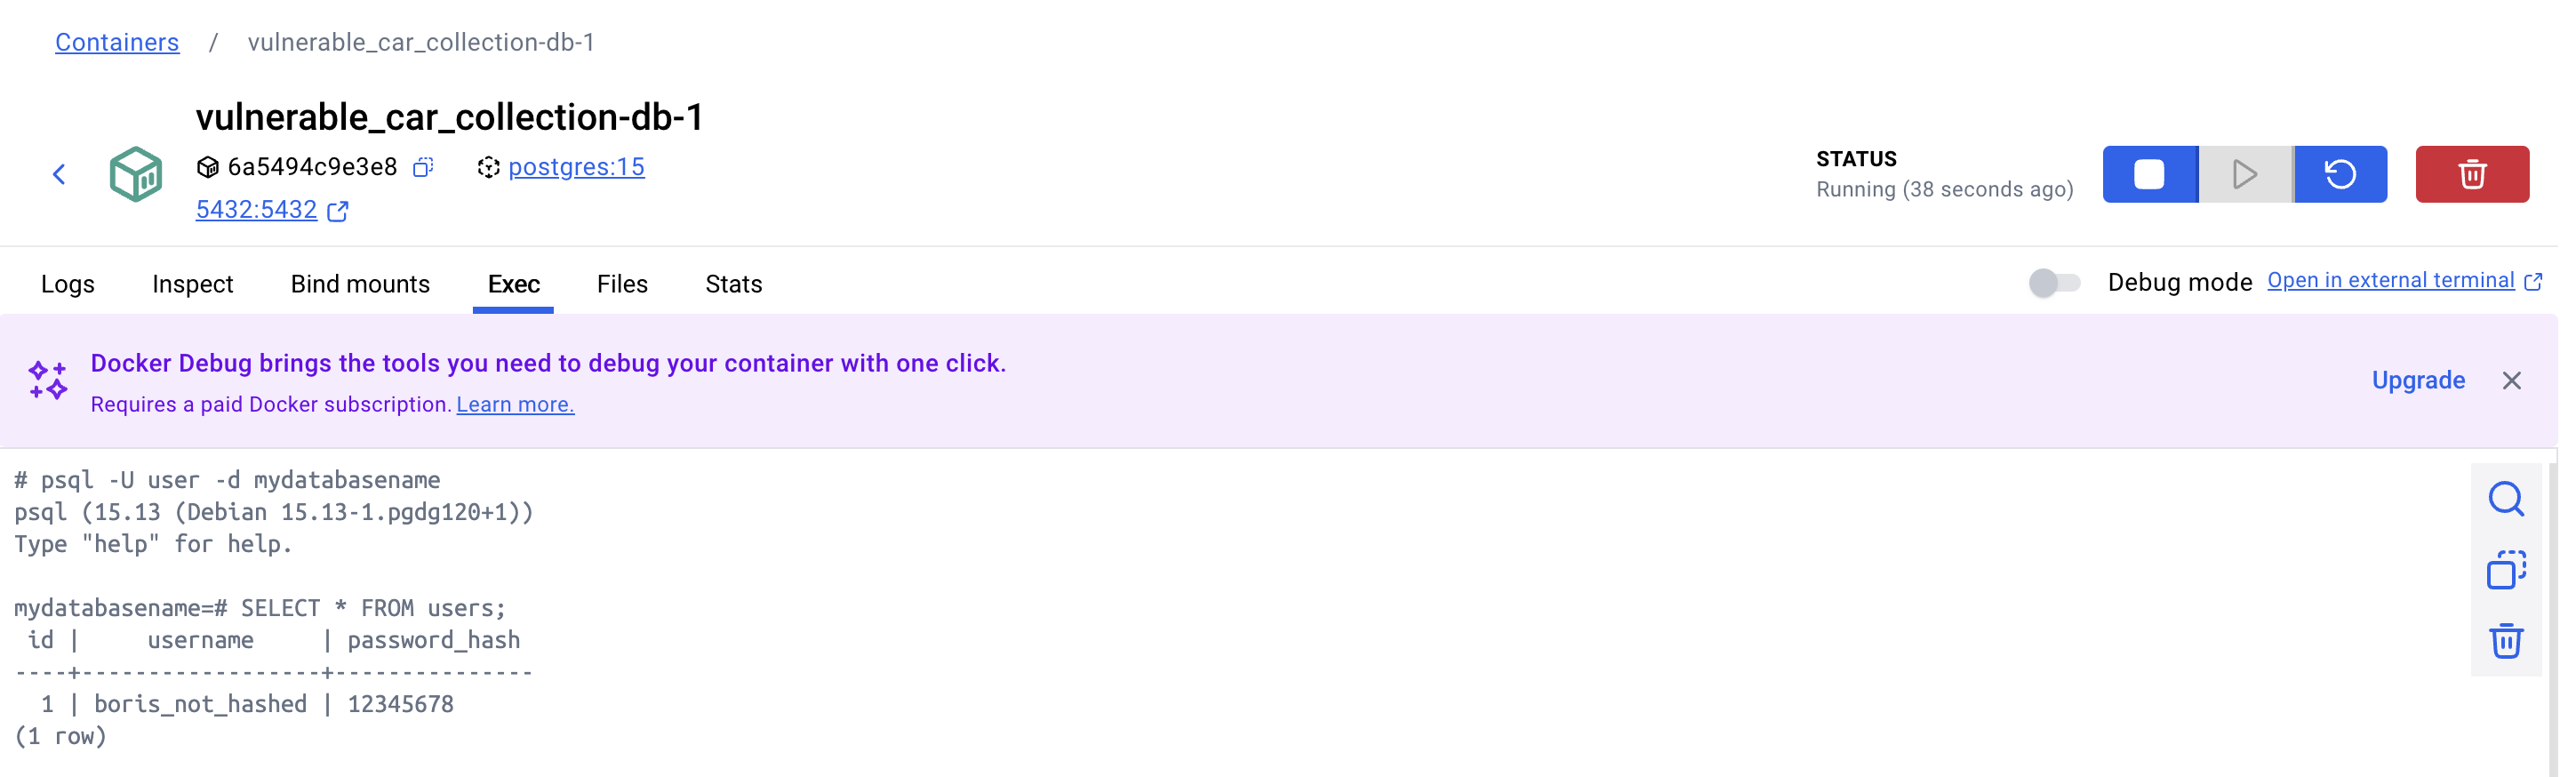 Containers / vulnerable_car_collection-db-1
vulnerable_car_collection-db-1
6a5494c9e3e8 postgres:15
5432:5432
STATUS
Running (38 seconds ago)
Logs Inspect Bind mounts Exec Files Stats Debug mode Open in external terminal
Docker Debug brings the tools you need to debug your container with one click.
Requires a paid Docker subscription. Learn more.
Upgrade
# psql -U user -d mydatabasename
psql (15.13 (Debian 15.13-1.pgdg120+1))
Type "help" for help.
mydatabasename=# SELECT * FROM users;
 id |     username     | password_hash
----+------------------+---------------
  1 | boris_not_hashed | 12345678
(1 row)